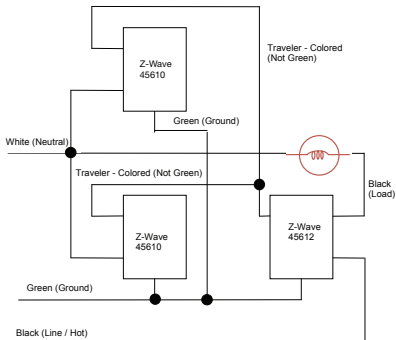 Traveler - Colored
(Not Green)
Z-Wave
45610
Green (Ground)
White (Neutral)
Traveler - Colored (Not Green)
Black
(Load)
Z-Wave
45610
Z-Wave
45612
Green (Ground)
Black (Line / Hot)